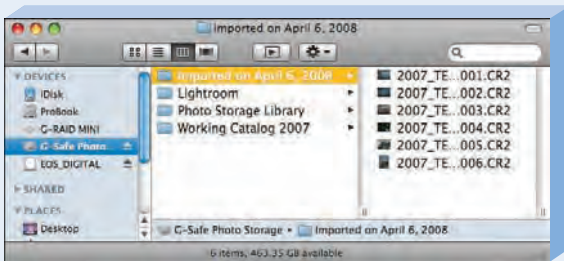 Imported on April 6, 2008
DEVICES
iDisk
ProBook
G-RAID MINI
G-Safe Photo...
EOS_DIGITAL
SHARED
PLACES
Desktop
Imported on April 6, 2008
Lightroom
Photo Storage Library
Working Catalog 2007
2007_TE...001.CR2
2007_TE...002.CR2
2007_TE...003.CR2
2007_TE...004.CR2
2007_TE...005.CR2
2007_TE...006.CR2
G-Safe Photo Storage ▸ Imported on April 6, 2008
6 items, 463.35 GB available